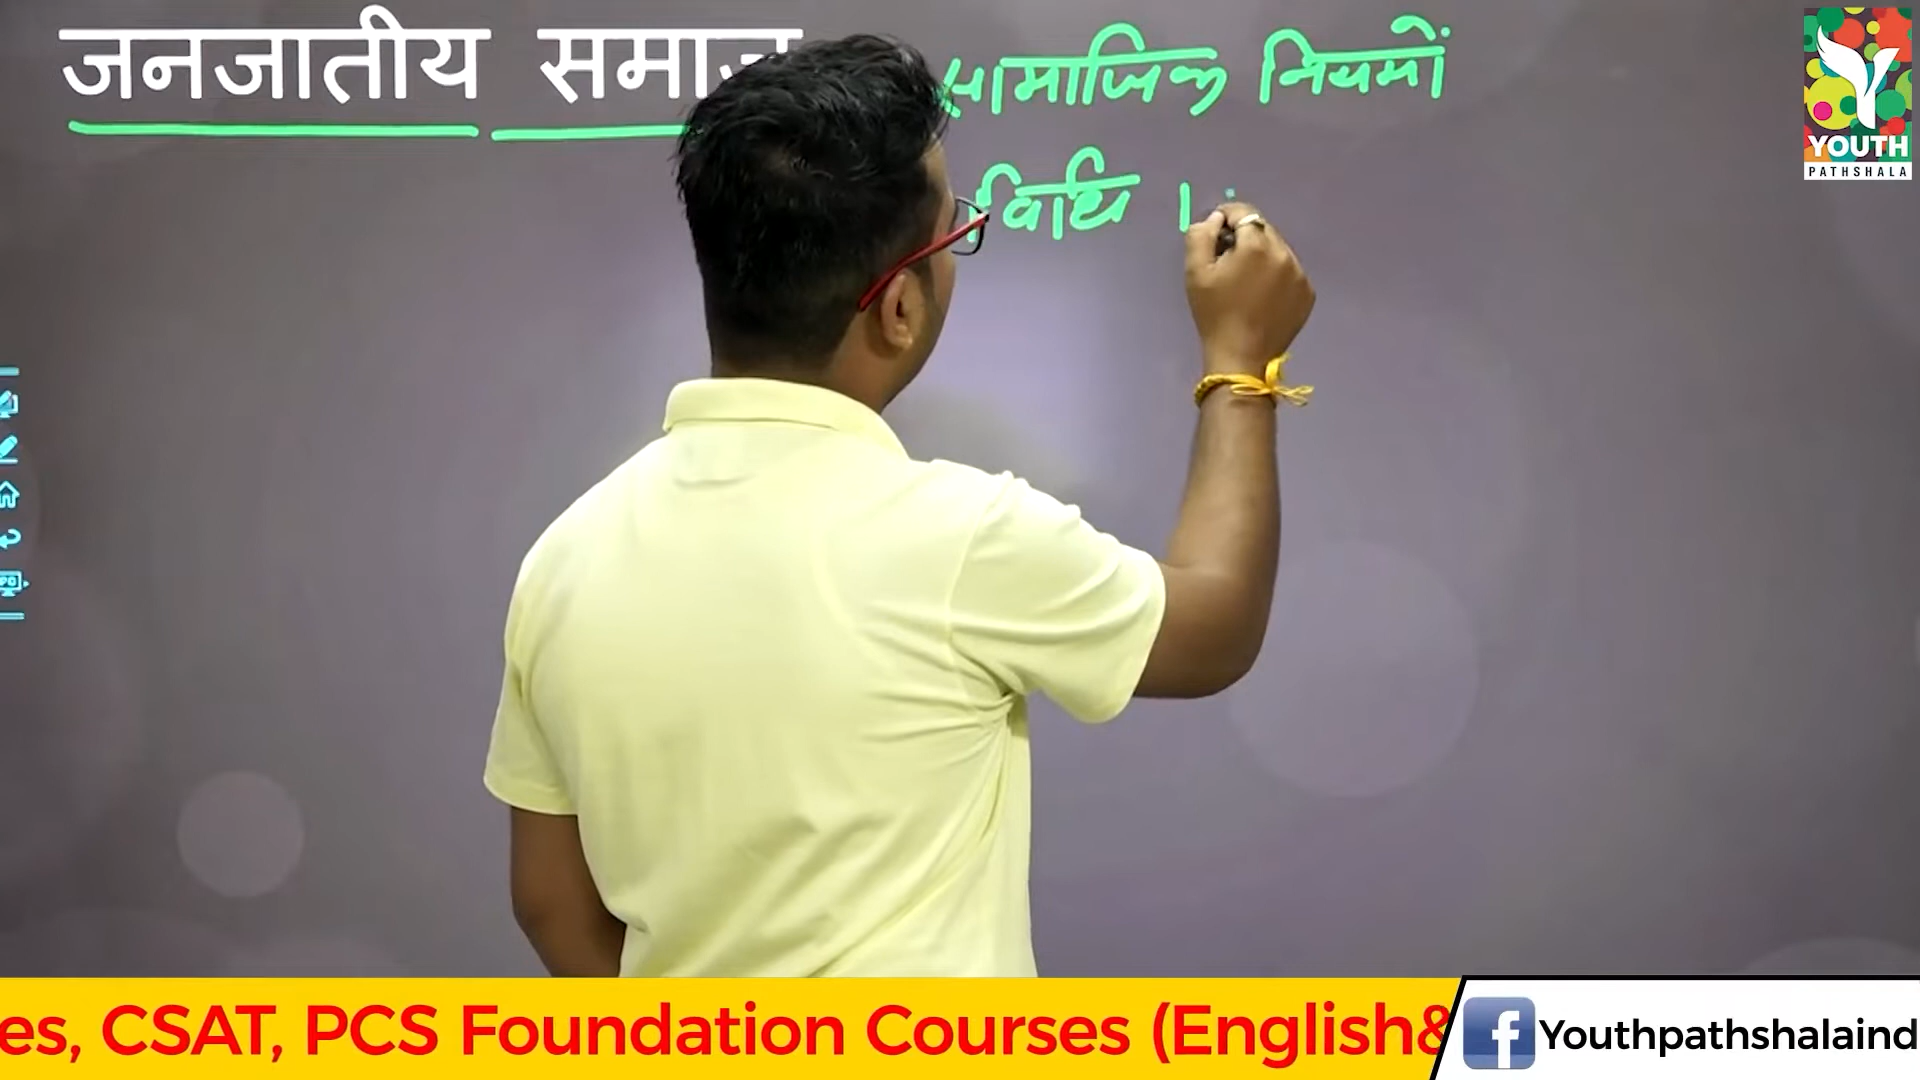 जनजातीय समाज
सामाजिक नियमों
विधि ।
YOUTH
PATHSHALA
es, CSAT, PCS Foundation Courses (English&
Youthpathshalaind